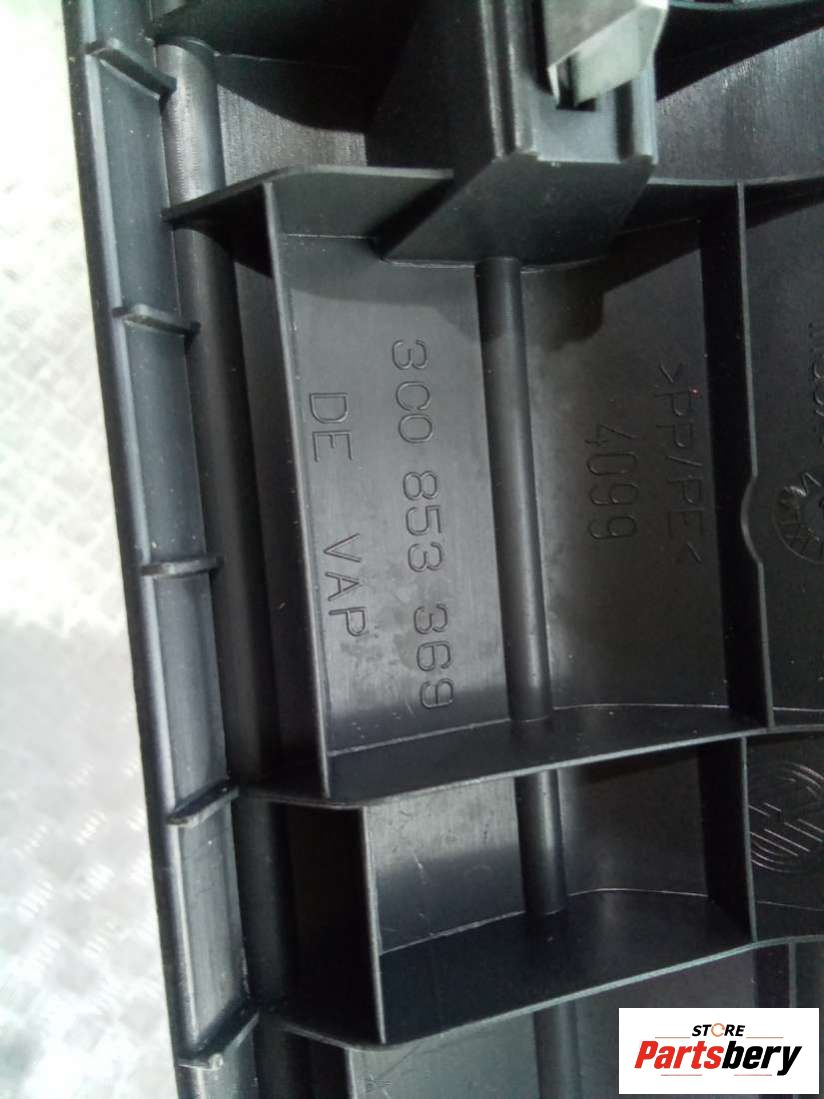 3C0 853 369
DE VAP
>PP/PE<
4099
STORE
Partsbery